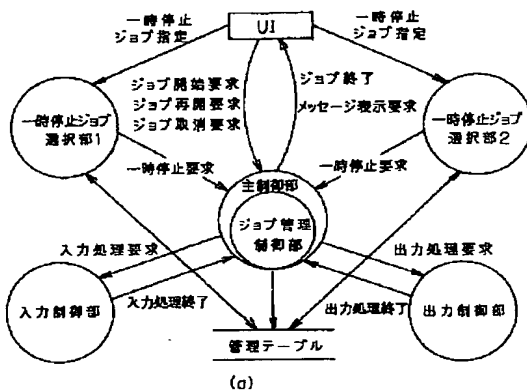 一時停止
ジョブ指定
UI
一時停止
ジョブ指定
一時停止ジョブ
選択部1
ジョブ開始要求
ジョブ再開要求
ジョブ取消要求
ジョブ終了
メッセージ表示要求
一時停止ジョブ
選択部2
一時停止要求
一時停止要求
主制御部
ジョブ管理
制御部
入力処理要求
出力処理要求
入力制御部
入力処理終了
出力処理終了
出力制御部
管理テーブル
(a)